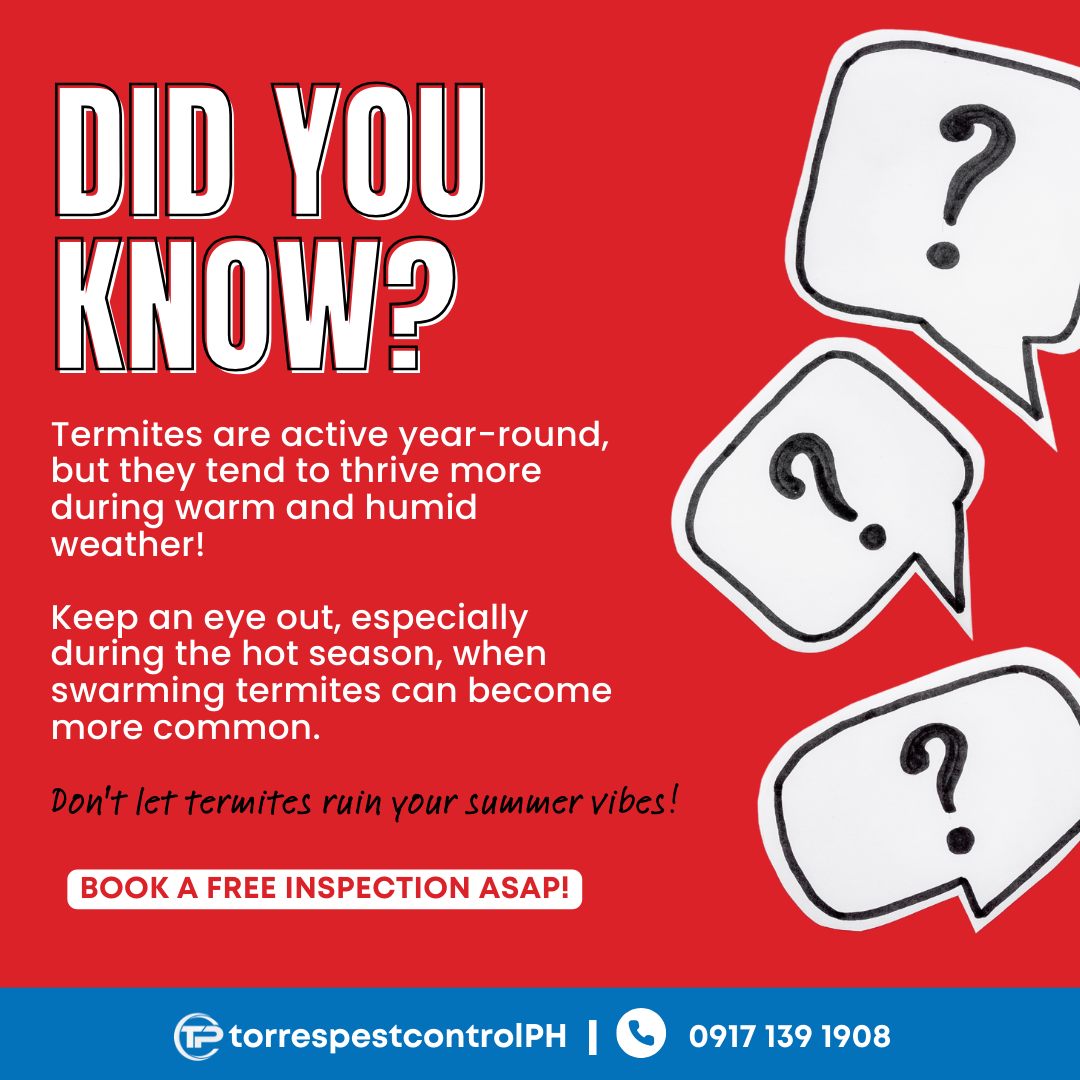 DID YOU
KNOW?
Termites are active year-round,
but they tend to thrive more
during warm and humid
weather!
Keep an eye out, especially
during the hot season, when
swarming termites can become
more common.
Don't let termites ruin your summer vibes!
BOOK A FREE INSPECTION ASAP!
?
?
?
TP torrespestcontrolPH | 0917 139 1908